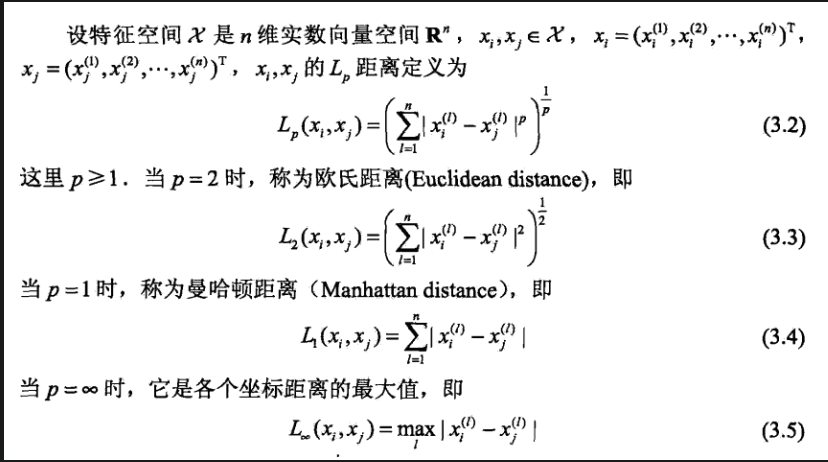 设特征空间 $\mathcal{X}$ 是 $n$ 维实数向量空间 $\mathbf{R}^n$，$x_i, x_j \in \mathcal{X}$，$x_i = (x_i^{(1)}, x_i^{(2)}, \cdots, x_i^{(n)})^{\mathrm{T}}$，
$x_j = (x_j^{(1)}, x_j^{(2)}, \cdots, x_j^{(n)})^{\mathrm{T}}$，$x_i, x_j$ 的 $L_p$ 距离定义为
$L_p(x_i, x_j) = \left( \sum_{l=1}^{n} | x_i^{(l)} - x_j^{(l)} |^p \right)^{\frac{1}{p}}$ (3.2)
这里 $p \geqslant 1$．当 $p = 2$ 时，称为欧氏距离(Euclidean distance)，即
$L_2(x_i, x_j) = \left( \sum_{l=1}^{n} | x_i^{(l)} - x_j^{(l)} |^2 \right)^{\frac{1}{2}}$ (3.3)
当 $p = 1$ 时，称为曼哈顿距离（Manhattan distance），即
$L_1(x_i, x_j) = \sum_{l=1}^{n} | x_i^{(l)} - x_j^{(l)} |$ (3.4)
当 $p = \infty$ 时，它是各个坐标距离的最大值，即
$L_\infty(x_i, x_j) = \max_{l} | x_i^{(l)} - x_j^{(l)} |$ (3.5)